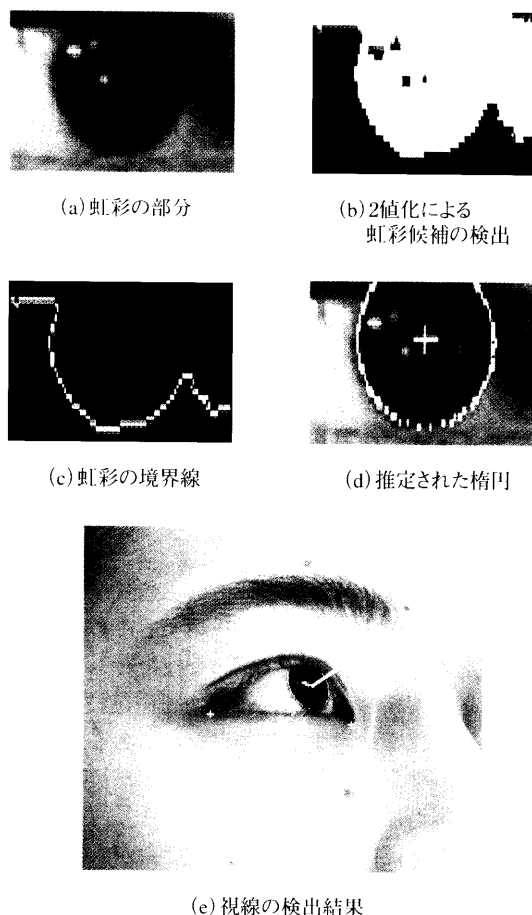 (a)虹彩の部分
(b)2値化による
虹彩候補の検出
(c)虹彩の境界線
(d)推定された楕円
(e)視線の検出結果